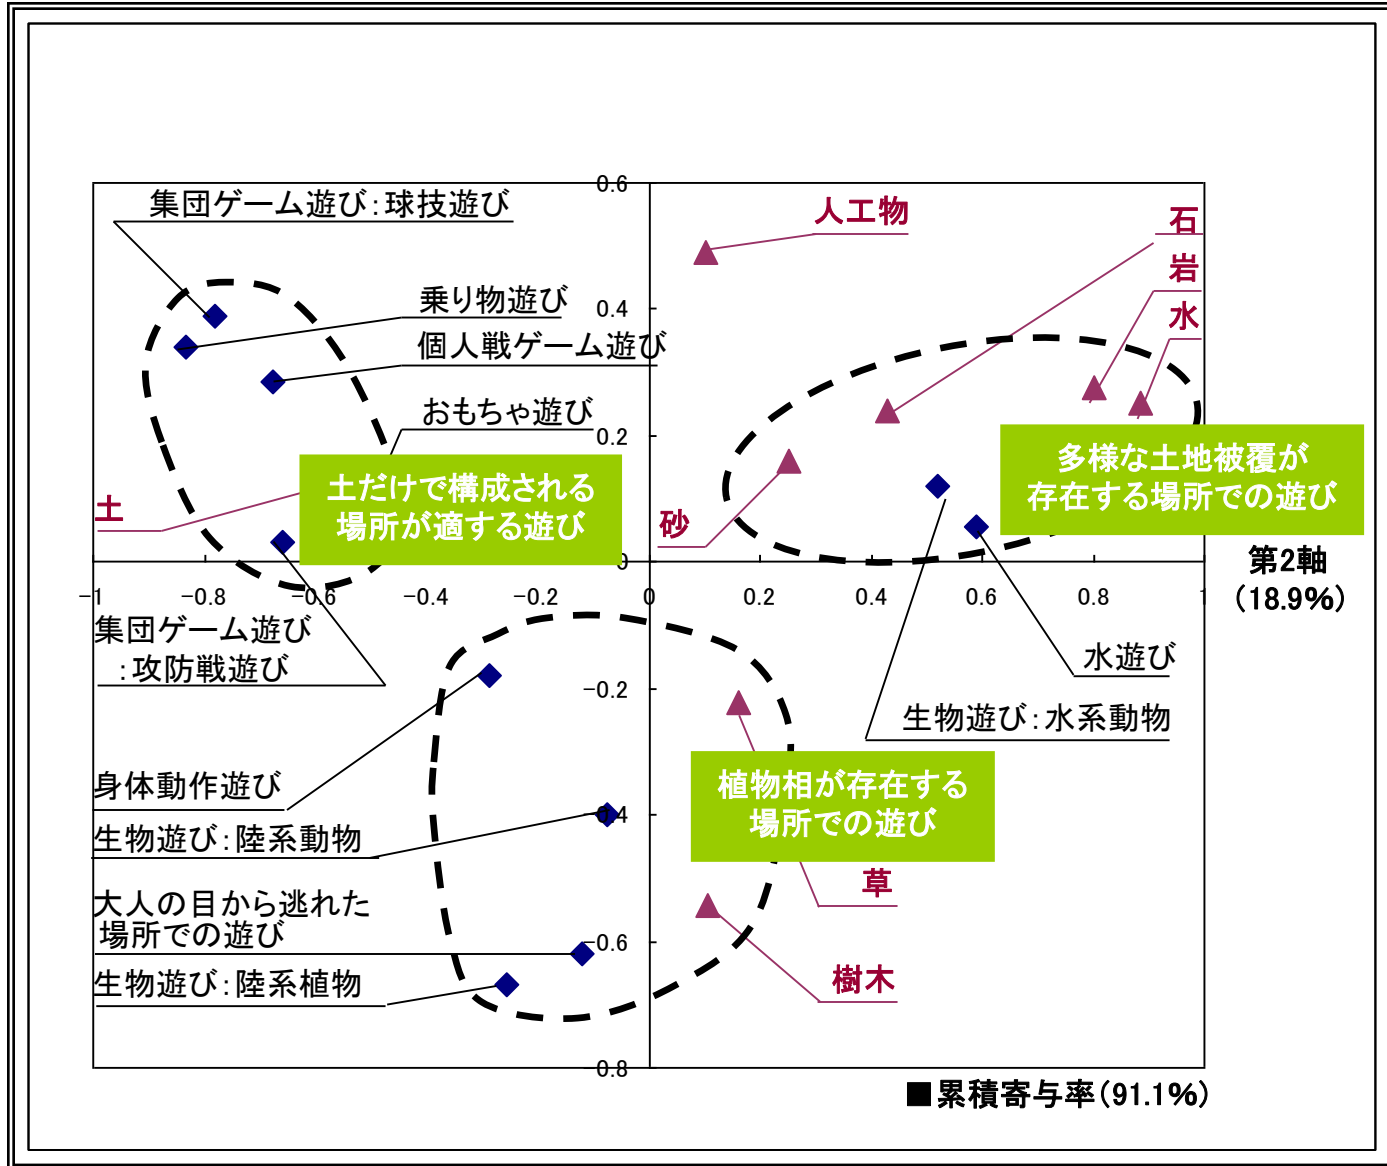 集団ゲーム遊び：球技遊び
乗り物遊び
個人戦ゲーム遊び
おもちゃ遊び
土
土だけで構成される
場所が適する遊び
集団ゲーム遊び
：攻防戦遊び
身体動作遊び
生物遊び：陸系動物
大人の目から逃れた
場所での遊び
生物遊び：陸系植物
0.6
0.4
0.2
0
-0.2
-0.4
-0.6
-0.8
-1
-0.8
-0.6
-0.4
-0.2
0
0.2
0.4
0.6
0.8
1
人工物
石
岩
水
砂
多様な土地被覆が
存在する場所での遊び
第2軸
（18.9%）
水遊び
生物遊び：水系動物
植物相が存在する
場所での遊び
草
樹木
■累積寄与率（91.1%）